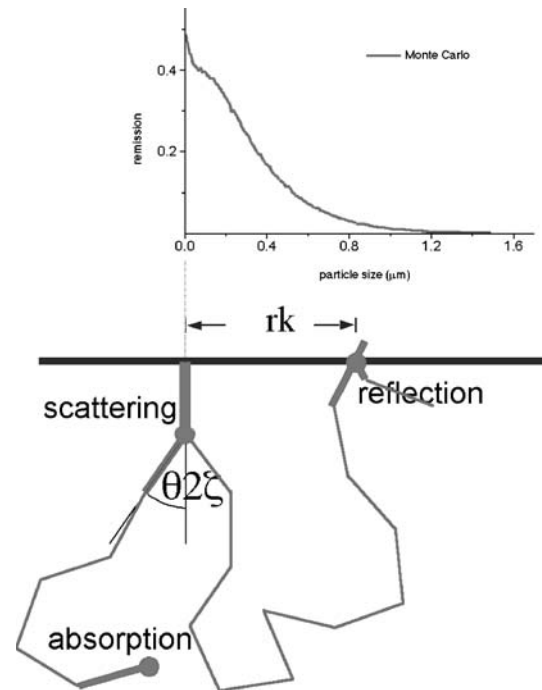 Monte Carlo
0.4
0.2
remission
0.0 0.4 0.8 1.2 1.6
particle size (μm)
rk
scattering
reflection
θ2ζ
absorption